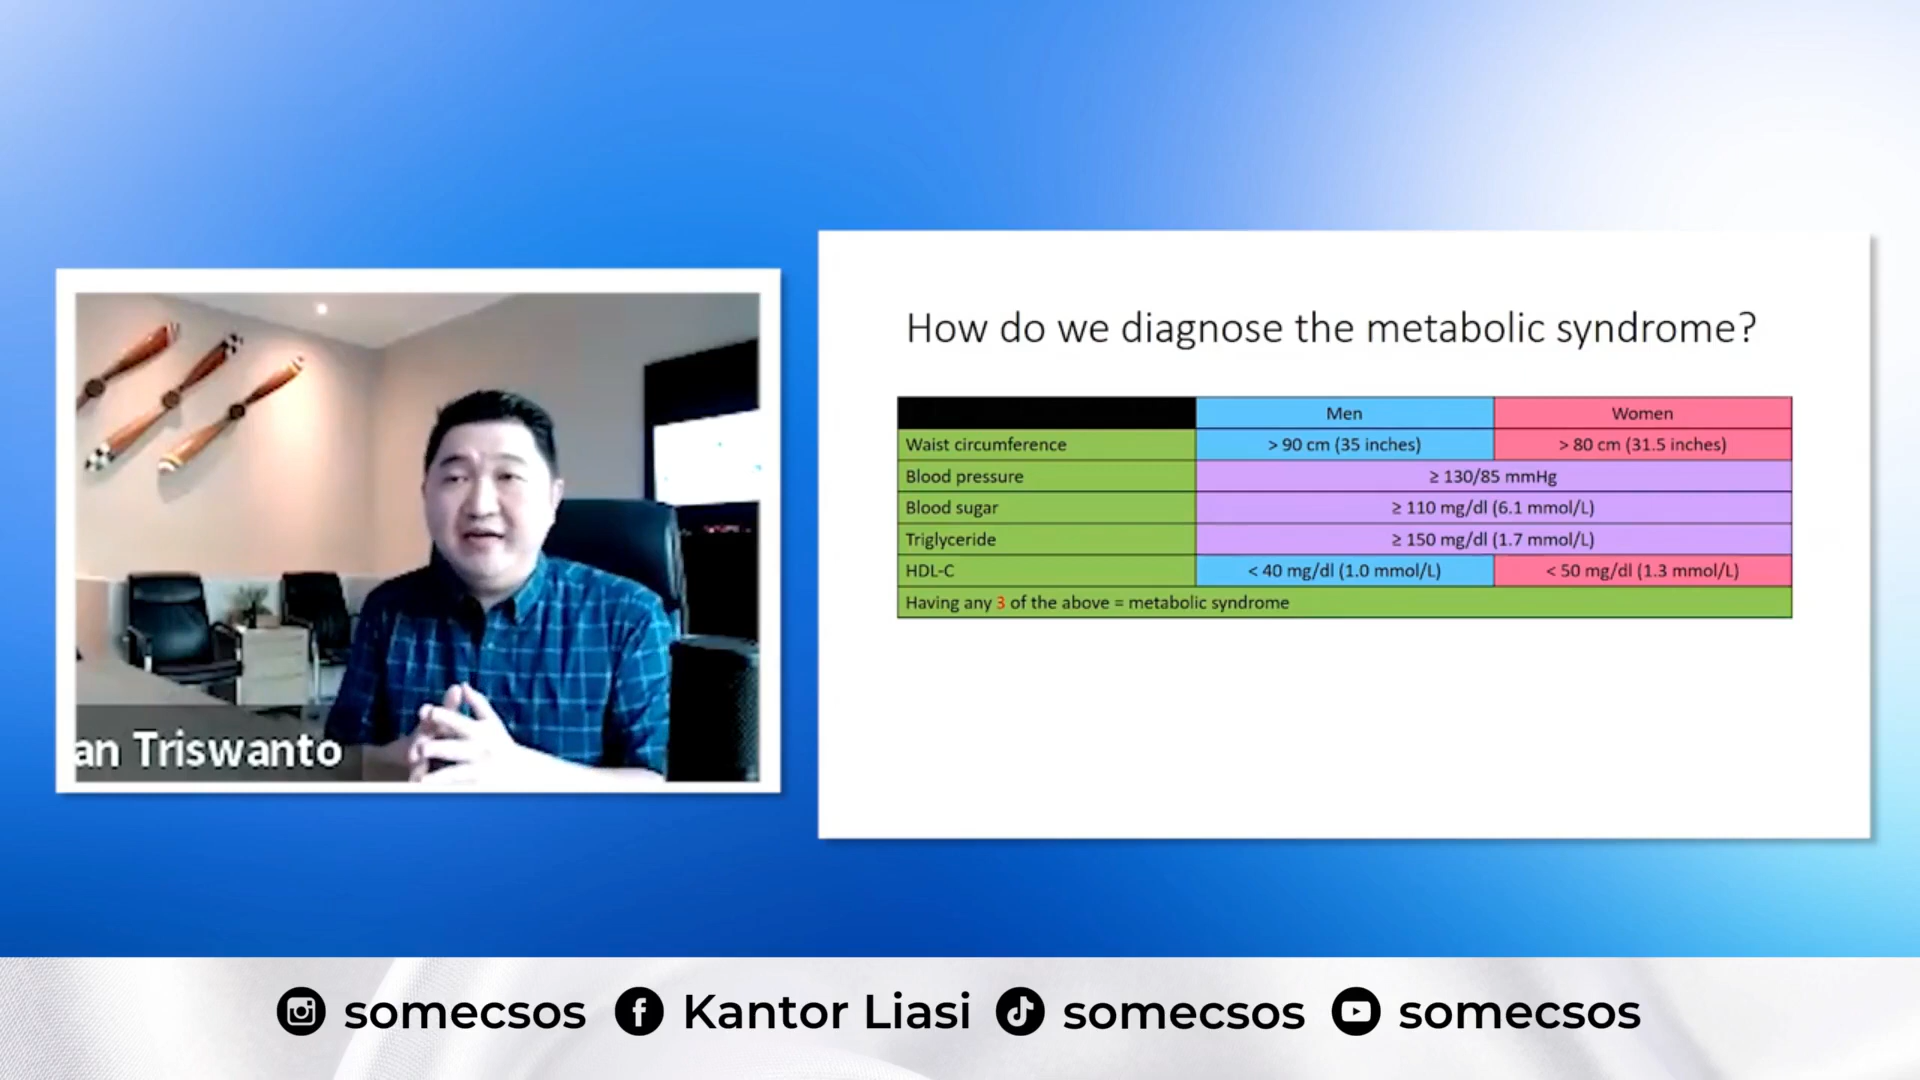 an Triswanto
How do we diagnose the metabolic syndrome?
Men Women
Waist circumference > 90 cm (35 inches) > 80 cm (31.5 inches)
Blood pressure ≥ 130/85 mmHg
Blood sugar ≥ 110 mg/dl (6.1 mmol/L)
Triglyceride ≥ 150 mg/dl (1.7 mmol/L)
HDL-C < 40 mg/dl (1.0 mmol/L) < 50 mg/dl (1.3 mmol/L)
Having any 3 of the above = metabolic syndrome
somecsos Kantor Liasi somecsos somecsos